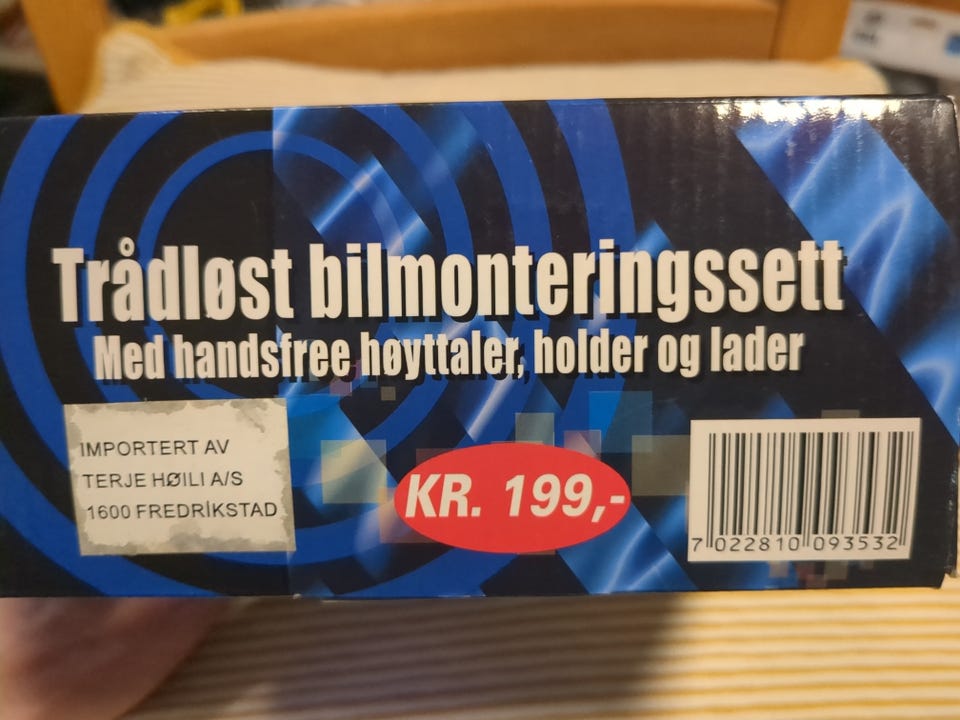 Trådløst bilmonteringssett
Med handsfree høyttaler, holder og lader
IMPORTERT AV
TERJE HØILI A/S
1600 FREDRIKSTAD
KR. 199,-
7 022810 093532